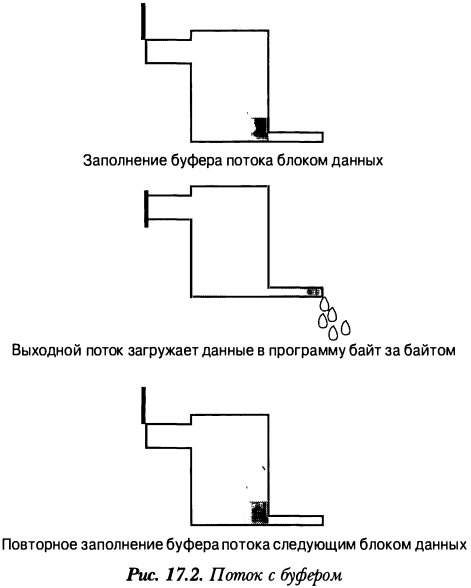 Заполнение буфера потока блоком данных
Выходной поток загружает данные в программу байт за байтом
Повторное заполнение буфера потока следующим блоком данных
Рис. 17.2. Поток с буфером